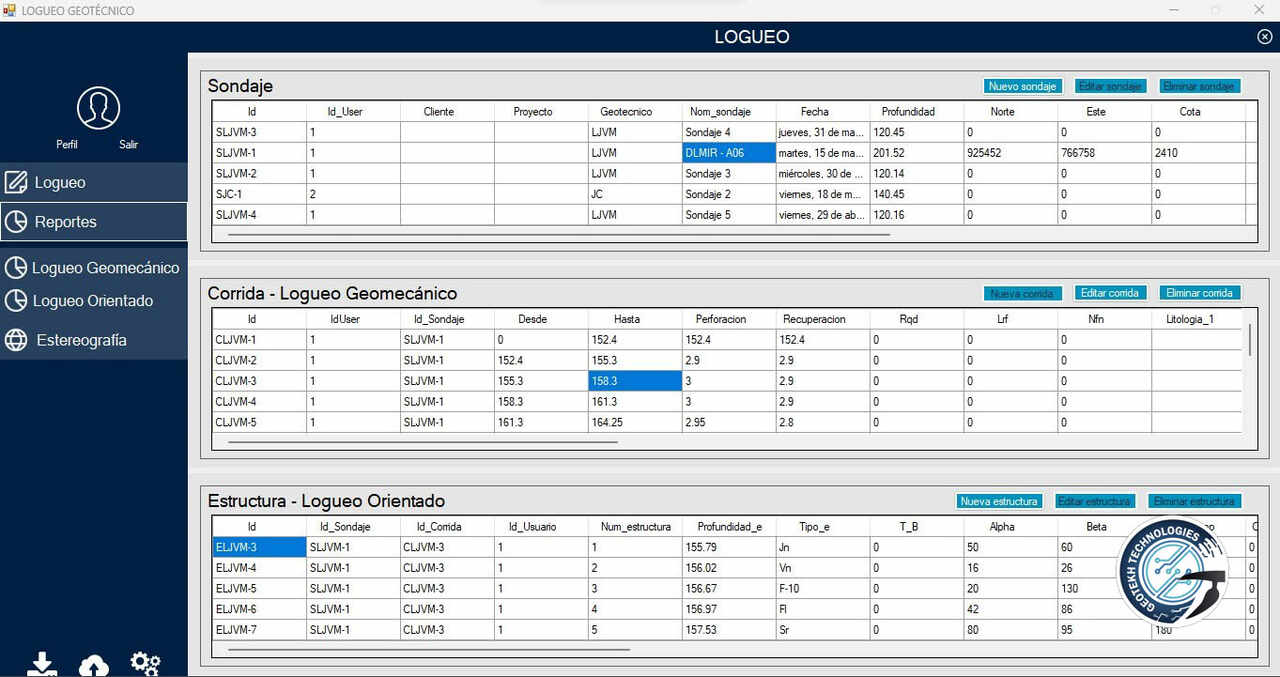 LOGUEO GEOTÉCNICO
LOGUEO
Perfil Salir
Logueo
Reportes
Logueo Geomecánico
Logueo Orientado
Estereografía
Sondaje Nuevo sondaje Editar sondaje Eliminar sondaje
Id Id_User Cliente Proyecto Geotecnico Nom_sondaje Fecha Profundidad Norte Este Cota
SLJVM-3 1 LJVM Sondaje 4 jueves, 31 de ma... 120.45 0 0 0
SLJVM-1 1 LJVM DLMIR - A06 martes, 15 de ma... 201.52 925452 766758 2410
SLJVM-2 1 LJVM Sondaje 3 miércoles, 30 de ... 120.14 0 0 0
SJC-1 2 JC Sondaje 2 viernes, 18 de m... 140.45 0 0 0
SLJVM-4 1 LJVM Sondaje 5 viernes, 29 de ab... 120.16 0 0 0
Corrida - Logueo Geomecánico Nueva corrida Editar corrida Eliminar corrida
Id IdUser Id_Sondaje Desde Hasta Perforacion Recuperacion Rqd Lrf Nfn Litologia_1
CLJVM-1 1 SLJVM-1 0 152.4 152.4 152.4 0 0 0
CLJVM-2 1 SLJVM-1 152.4 155.3 2.9 2.9 0 0 0
CLJVM-3 1 SLJVM-1 155.3 158.3 3 2.9 0 0 0
CLJVM-4 1 SLJVM-1 158.3 161.3 3 2.9 0 0 0
CLJVM-5 1 SLJVM-1 161.3 164.25 2.95 2.8 0 0 0
Estructura - Logueo Orientado Nueva estructura Editar estructura Eliminar estructura
Id Id_Sondaje Id_Corrida Id_Usuario Num_estructura Profundidad_e Tipo_e T_B Alpha Beta
ELJVM-3 SLJVM-1 CLJVM-3 1 1 155.79 Jn 0 50 60 0
ELJVM-4 SLJVM-1 CLJVM-3 1 2 156.02 Vn 0 16 26 0
ELJVM-5 SLJVM-1 CLJVM-3 1 3 156.67 F-10 0 20 130 0
ELJVM-6 SLJVM-1 CLJVM-3 1 4 156.97 Fl 0 42 86 0
ELJVM-7 SLJVM-1 CLJVM-3 1 5 157.53 Sr 0 80 95 180 0
GEOTEKH TECHNOLOGIES